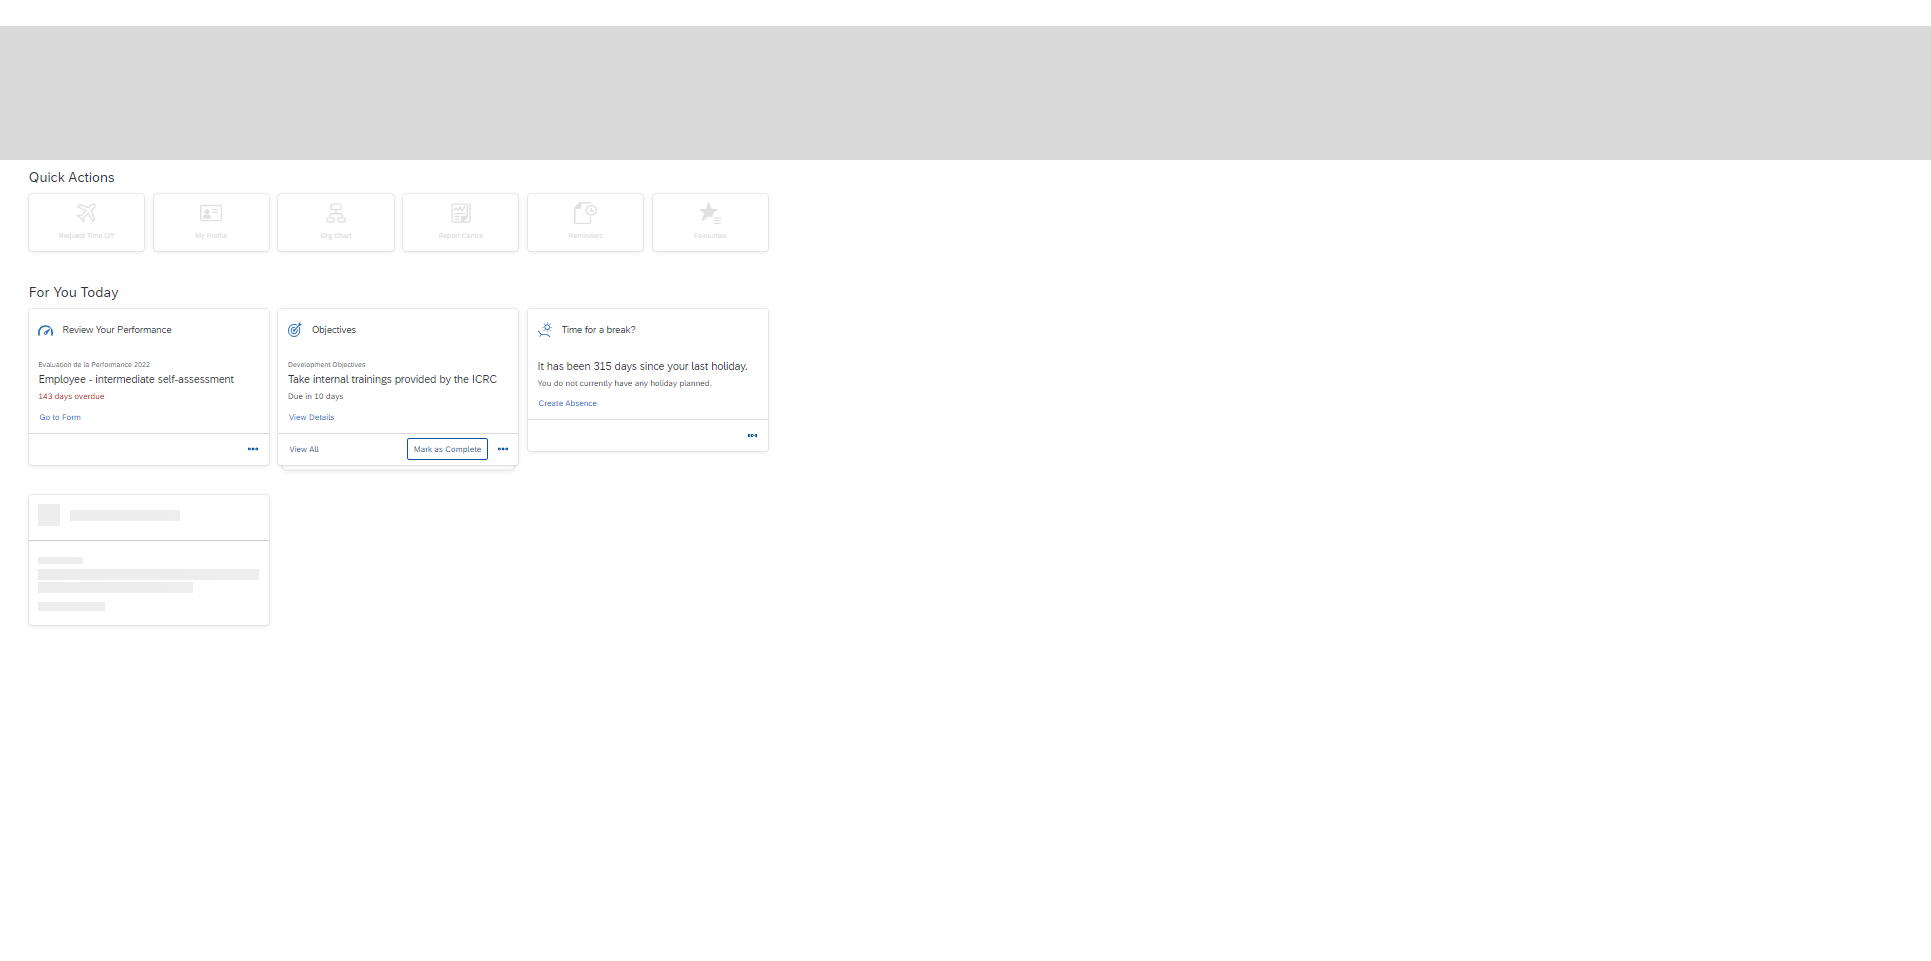 Quick Actions
Request Time Off
My Profile
Org Chart
Report Centre
Reminders
Favourites
For You Today
Review Your Performance
Evaluation de la Performance 2022
Employee - intermediate self-assessment
143 days overdue
Go to Form
Objectives
Development Objectives
Take internal trainings provided by the ICRC
Due in 10 days
View Details
View All
Mark as Complete
Time for a break?
It has been 315 days since your last holiday.
You do not currently have any holiday planned.
Create Absence